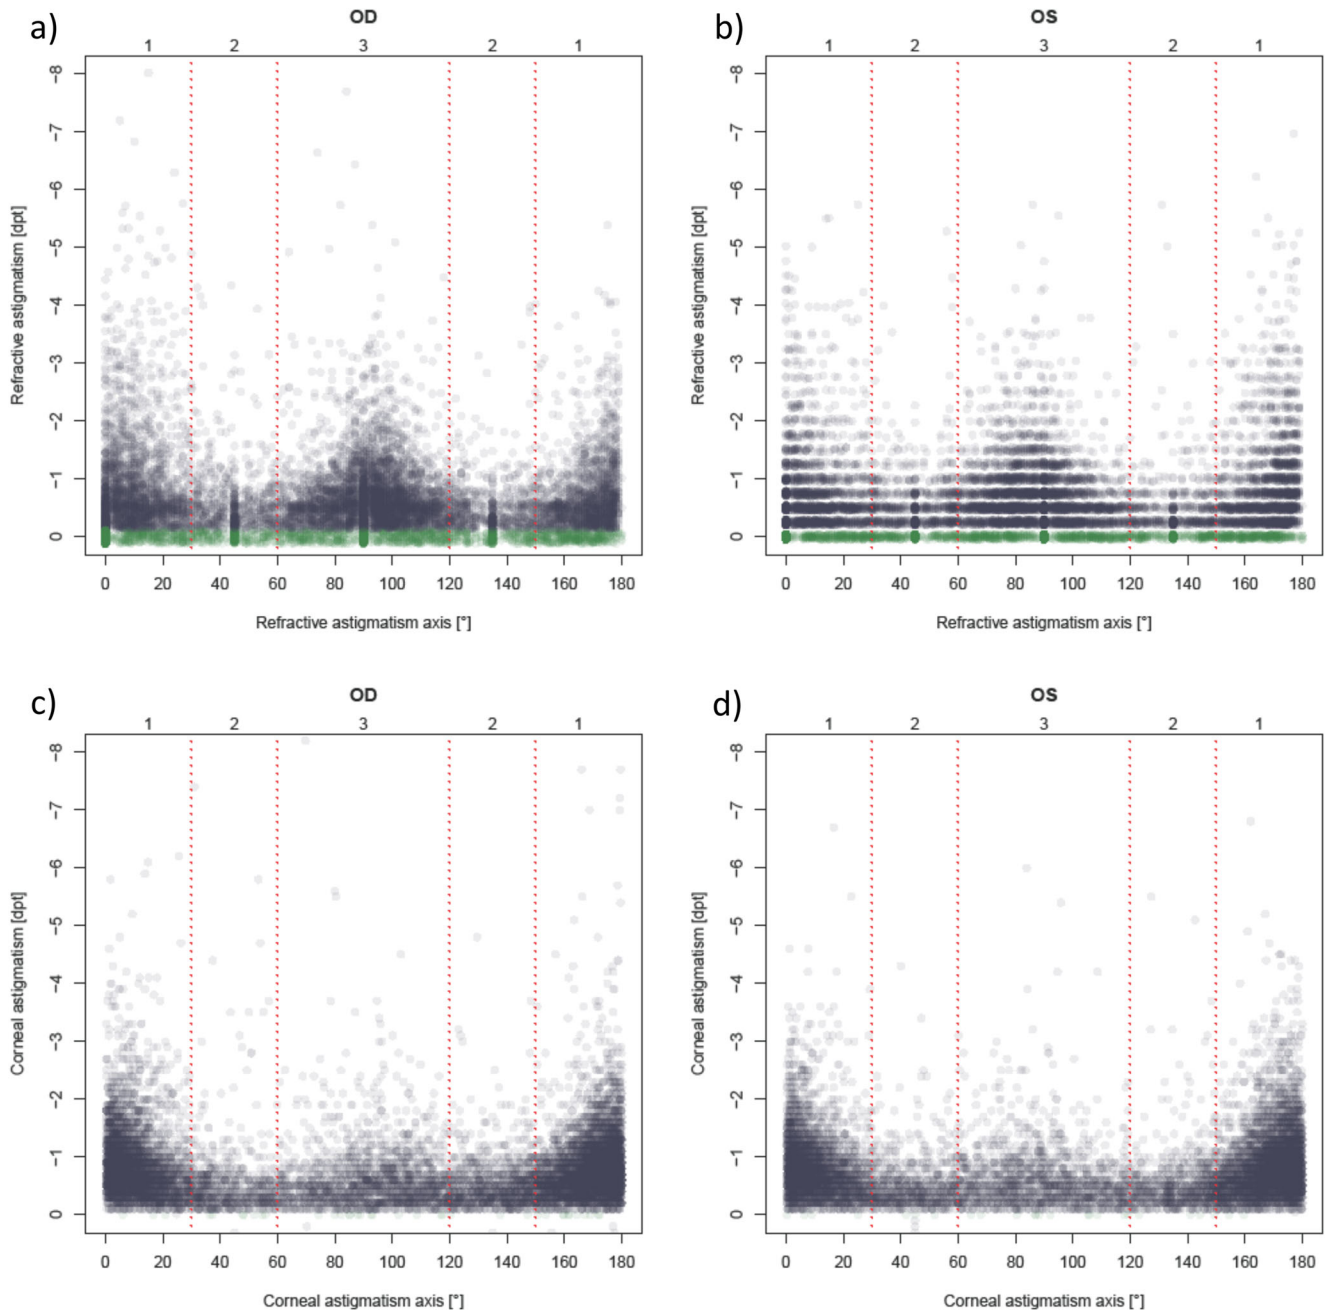 a)
OD
1 2 3 2 1
-8
-7
-6
-5
-4
-3
-2
-1
0
Refractive astigmatism [dpt]
0 20 40 60 80 100 120 140 160 180
Refractive astigmatism axis [°]
b)
OS
1 2 3 2 1
-8
-7
-6
-5
-4
-3
-2
-1
0
Refractive astigmatism [dpt]
0 20 40 60 80 100 120 140 160 180
Refractive astigmatism axis [°]
c)
OD
1 2 3 2 1
-8
-7
-6
-5
-4
-3
-2
-1
0
Corneal astigmatism [dpt]
0 20 40 60 80 100 120 140 160 180
Corneal astigmatism axis [°]
d)
OS
1 2 3 2 1
-8
-7
-6
-5
-4
-3
-2
-1
0
Corneal astigmatism [dpt]
0 20 40 60 80 100 120 140 160 180
Corneal astigmatism axis [°]